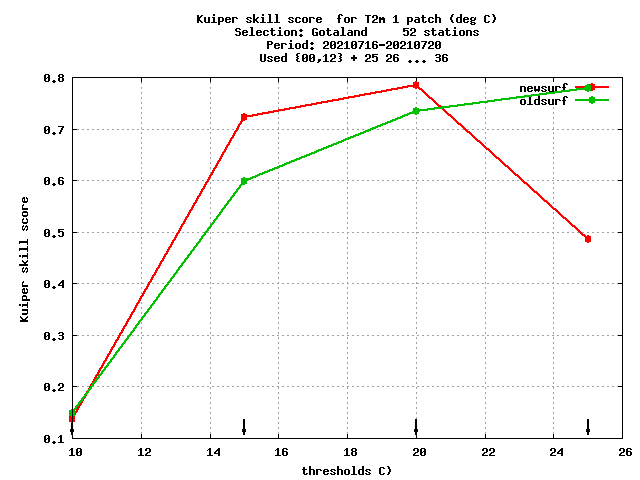 Kuiper skill score  for T2m 1 patch (deg C)
Selection: Gotaland     52 stations
Period: 20210716-20210720
Used {00,12} + 25 26 ... 36
newsurf
oldsurf
Kuiper skill score
0.8
0.7
0.6
0.5
0.4
0.3
0.2
0.1
10 12 14 16 18 20 22 24 26
thresholds C)